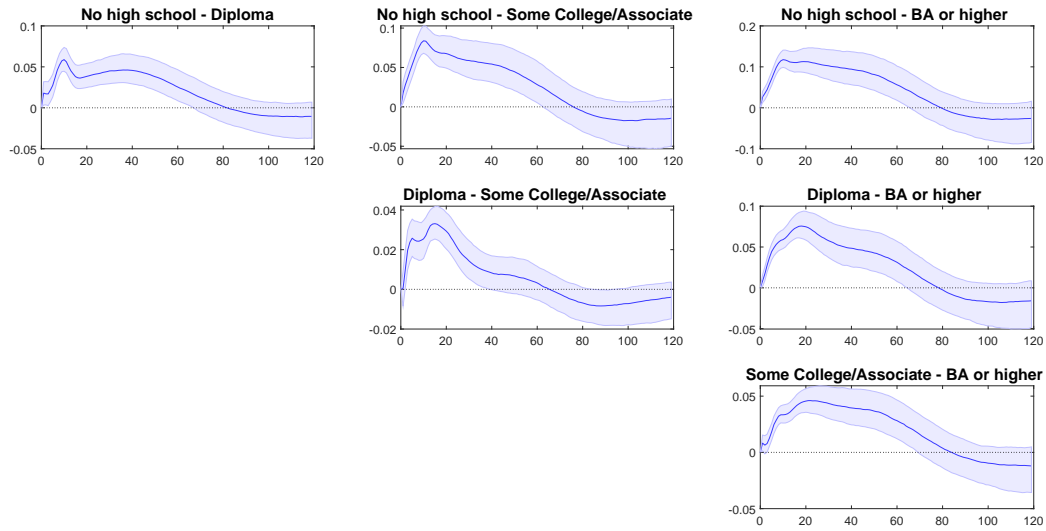 No high school - Diploma
0.1
0.05
0
-0.05
0 20 40 60 80 100 120
No high school - Some College/Associate
0.1
0.05
0
-0.05
0 20 40 60 80 100 120
No high school - BA or higher
0.2
0.1
0
-0.1
0 20 40 60 80 100 120
Diploma - Some College/Associate
0.04
0.02
0
-0.02
0 20 40 60 80 100 120
Diploma - BA or higher
0.1
0.05
0
-0.05
0 20 40 60 80 100 120
Some College/Associate - BA or higher
0.05
0
-0.05
0 20 40 60 80 100 120